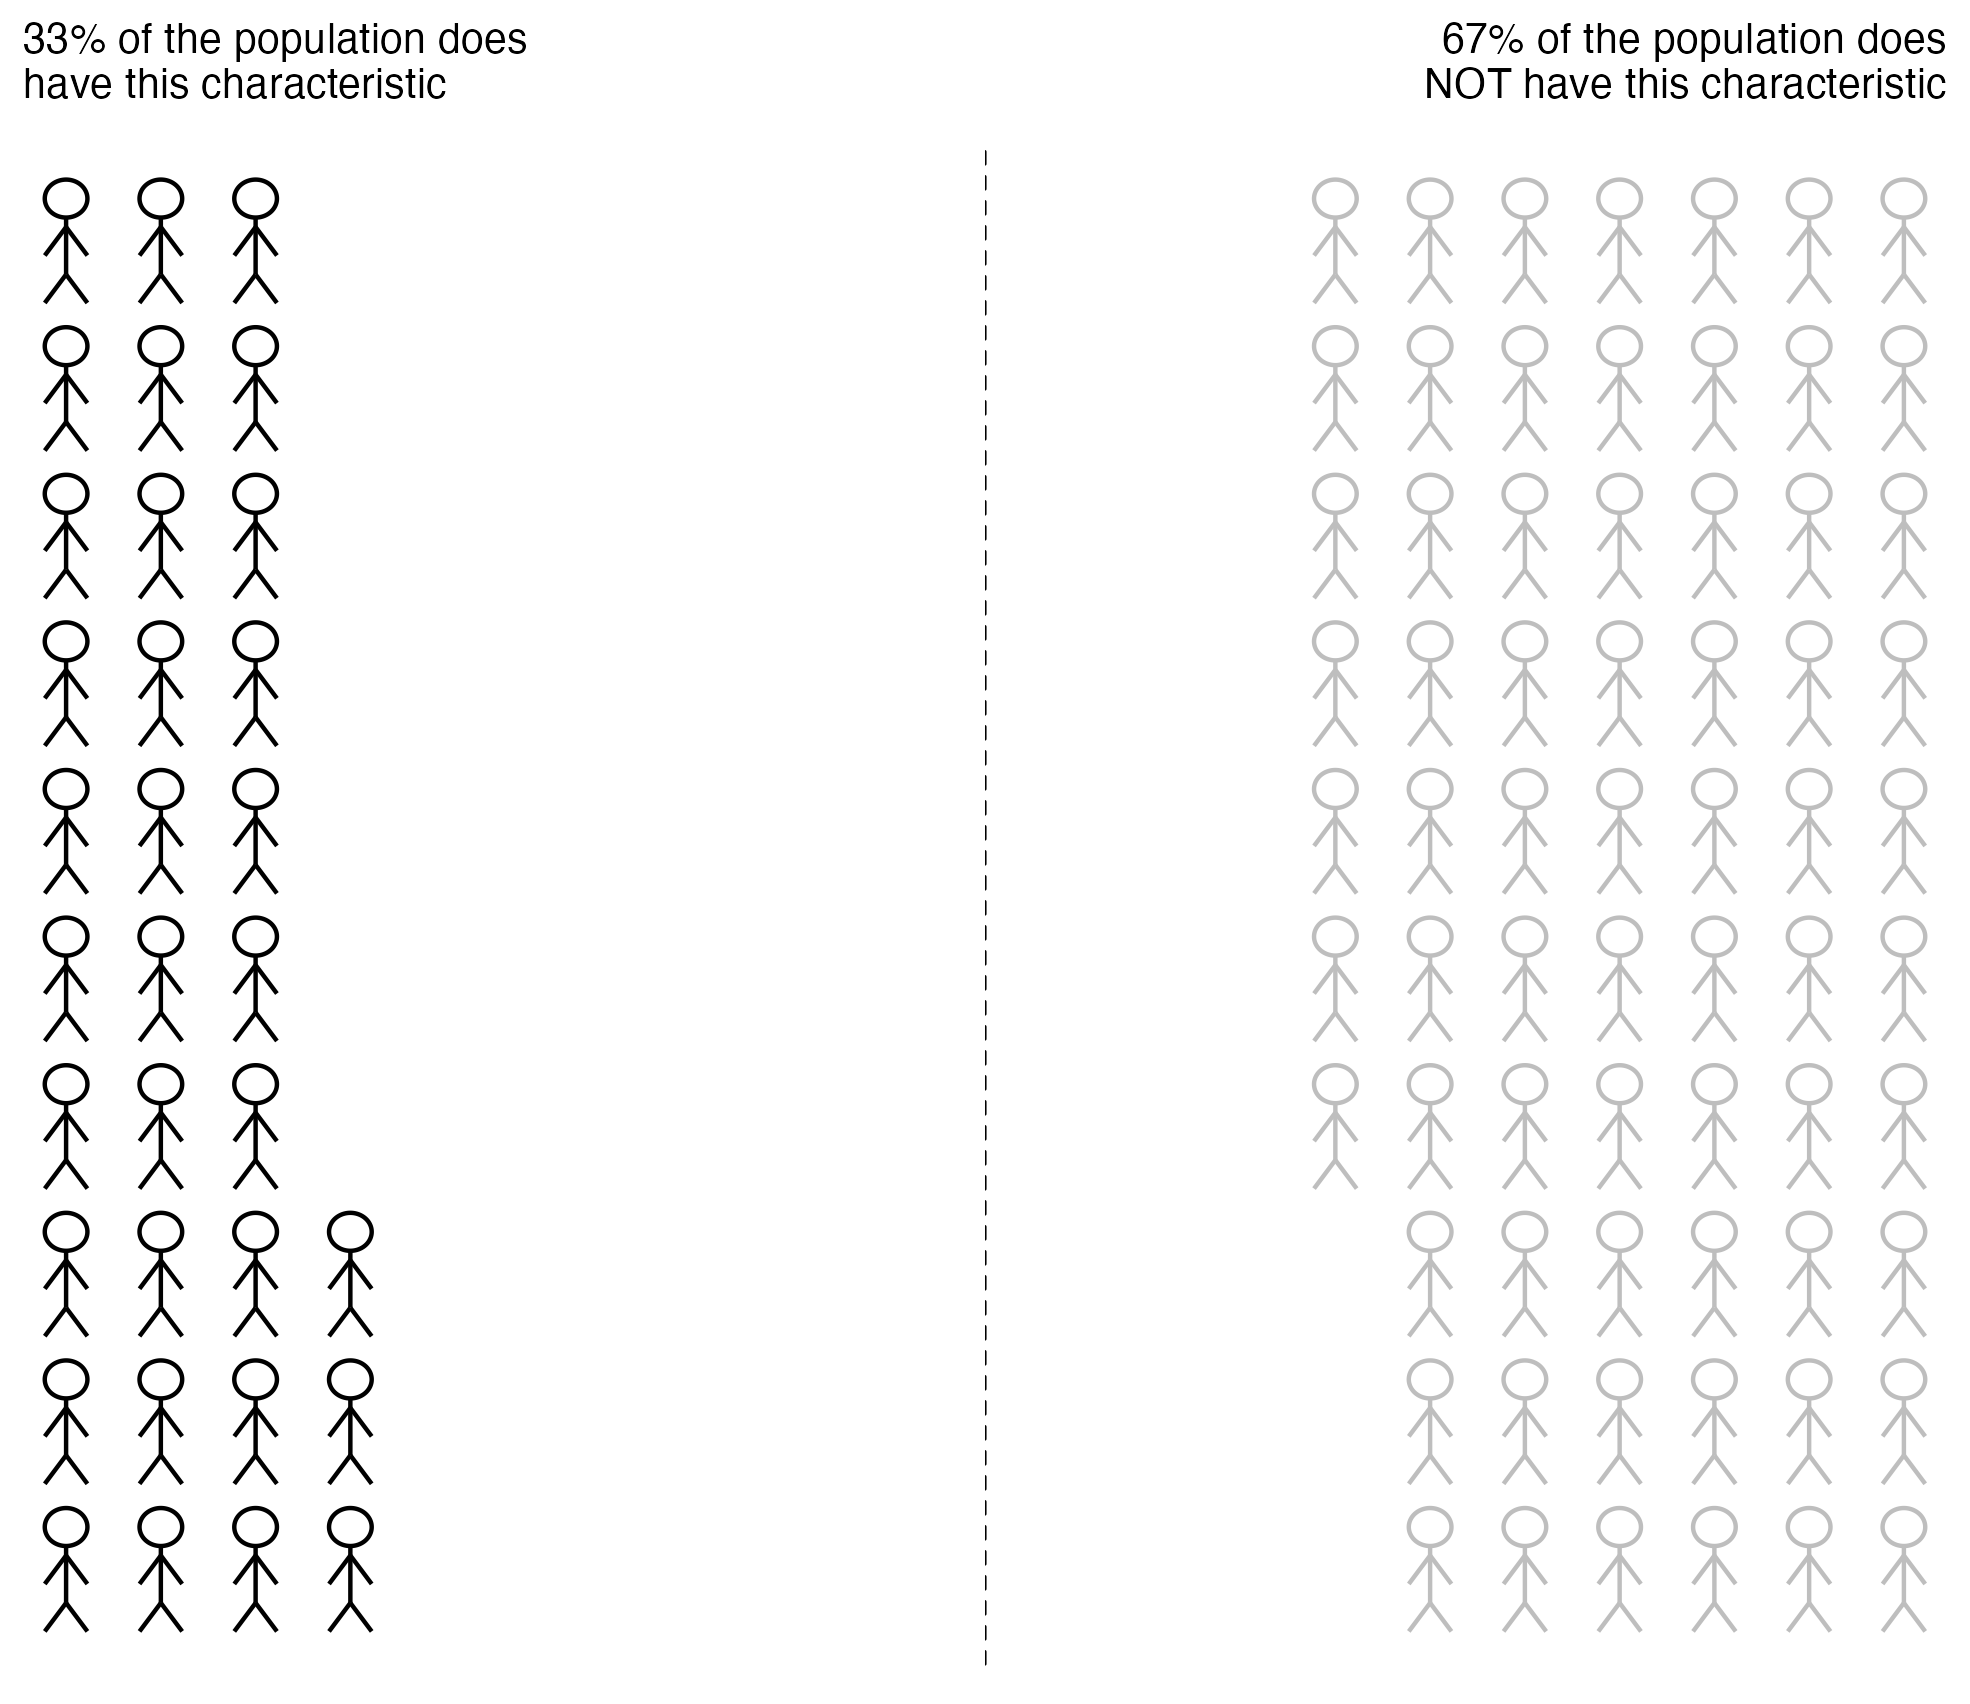 33% of the population does
have this characteristic
67% of the population does
NOT have this characteristic